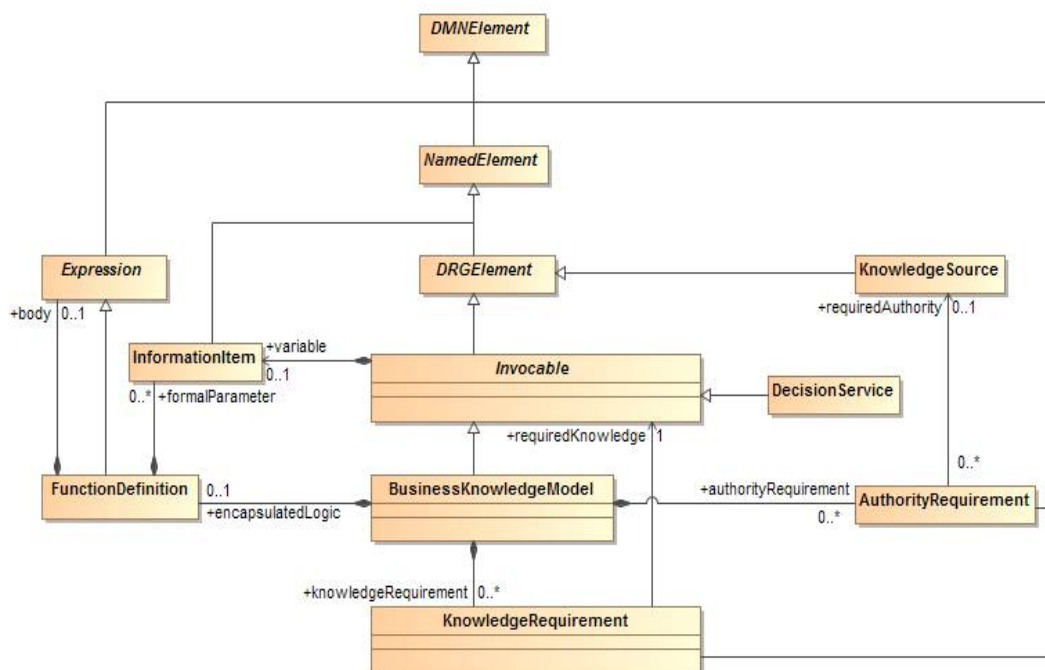 DMNElement
NamedElement
Expression
DRGElement
KnowledgeSource
+body 0..1
+requiredAuthority 0..1
InformationItem
+variable
0..1
Invocable
0..* +formalParameter
DecisionService
+requiredKnowledge 1
0..*
FunctionDefinition
0..1
+encapsulatedLogic
BusinessKnowledgeModel
+authorityRequirement
0..*
AuthorityRequirement
+knowledgeRequirement 0..*
KnowledgeRequirement